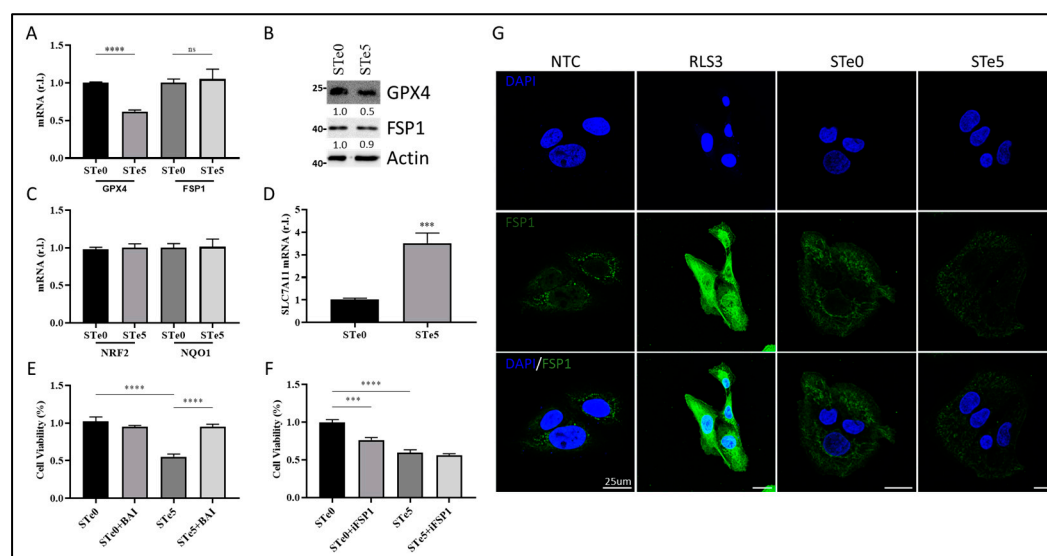 A
mRNA (r.l.)
1.5
1.0
0.5
0.0
****
ns
STe0 STe5 STe0 STe5
GPX4 FSP1
B
STe0
STe5
25
GPX4
1.0 0.5
40
FSP1
1.0 0.9
40
Actin
C
mRNA (r.l.)
1.5
1.0
0.5
0.0
STe0 STe5 STe0 STe5
NRF2 NQO1
D
SLC7A11 mRNA (r.l.)
6
4
2
1
0
***
STe0 STe5
E
Cell Viability (%)
1.5
1.0
0.5
0.0
****
****
STe0
STe0+BAI
STe5
STe5+BAI
F
Cell Viability (%)
1.5
1.0
0.5
0.0
****
***
STe0
STe0+iFSP1
STe5
STe5+iFSP1
G
NTC RLS3 STe0 STe5
DAPI
FSP1
DAPI/FSP1
25um